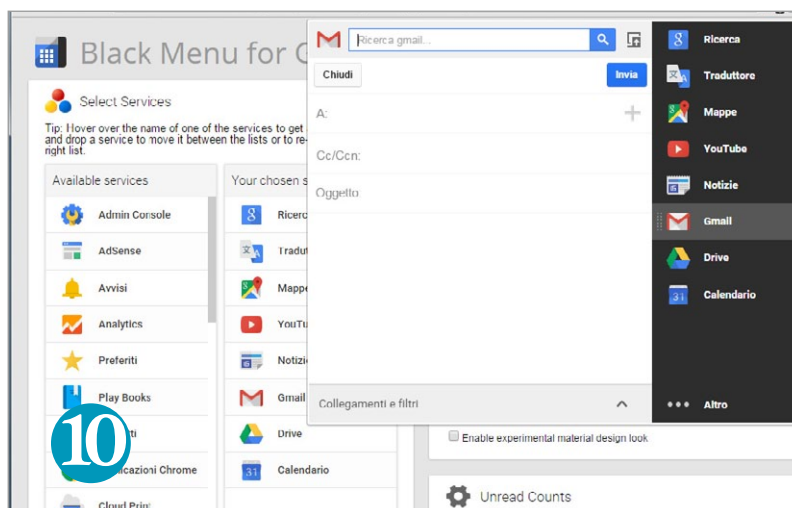 Black Menu for G
Select Services
Tip: Hover over the name of one of the services to get
and drop a service to move it between the lists or to re-
right list.
Available services
Admin Console
AdSense
Avvisi
Analytics
Preferiti
Play Books
Chrome
Cloud Print
10
Your chosen s
Ricerc
Tradut
Mappe
YouTu
Notizie
Gmail
Drive
Calendario
Ricerca gmail...
Chiudi
Invia
A:
Cc/Ccn:
Oggetto
Collegamenti e filtri
Ricerca
Traduttore
Mappe
YouTube
Notizie
Gmail
Drive
Calendario
Altro
Enable experimental material design look
Unread Counts